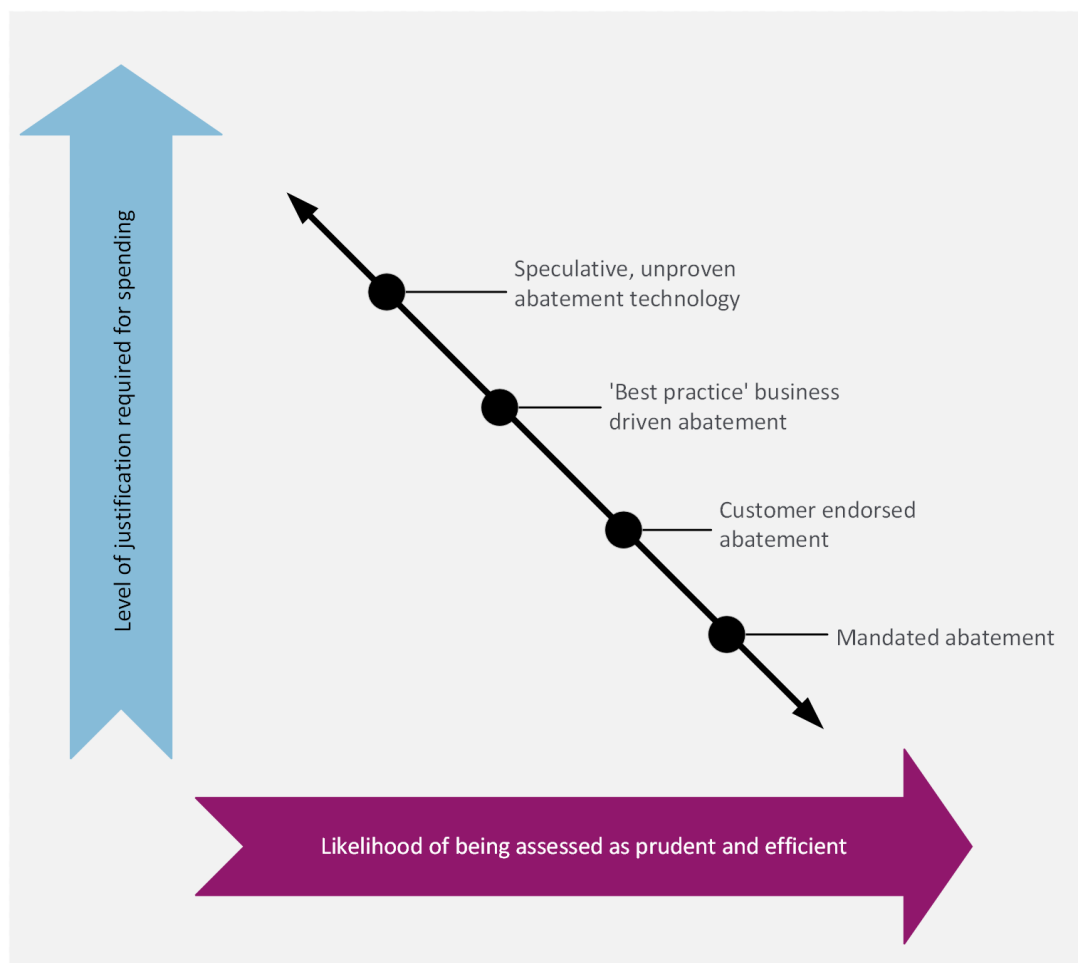 Level of justification required for spending
Speculative, unproven
abatement technology
'Best practice' business
driven abatement
Customer endorsed
abatement
Mandated abatement
Likelihood of being assessed as prudent and efficient